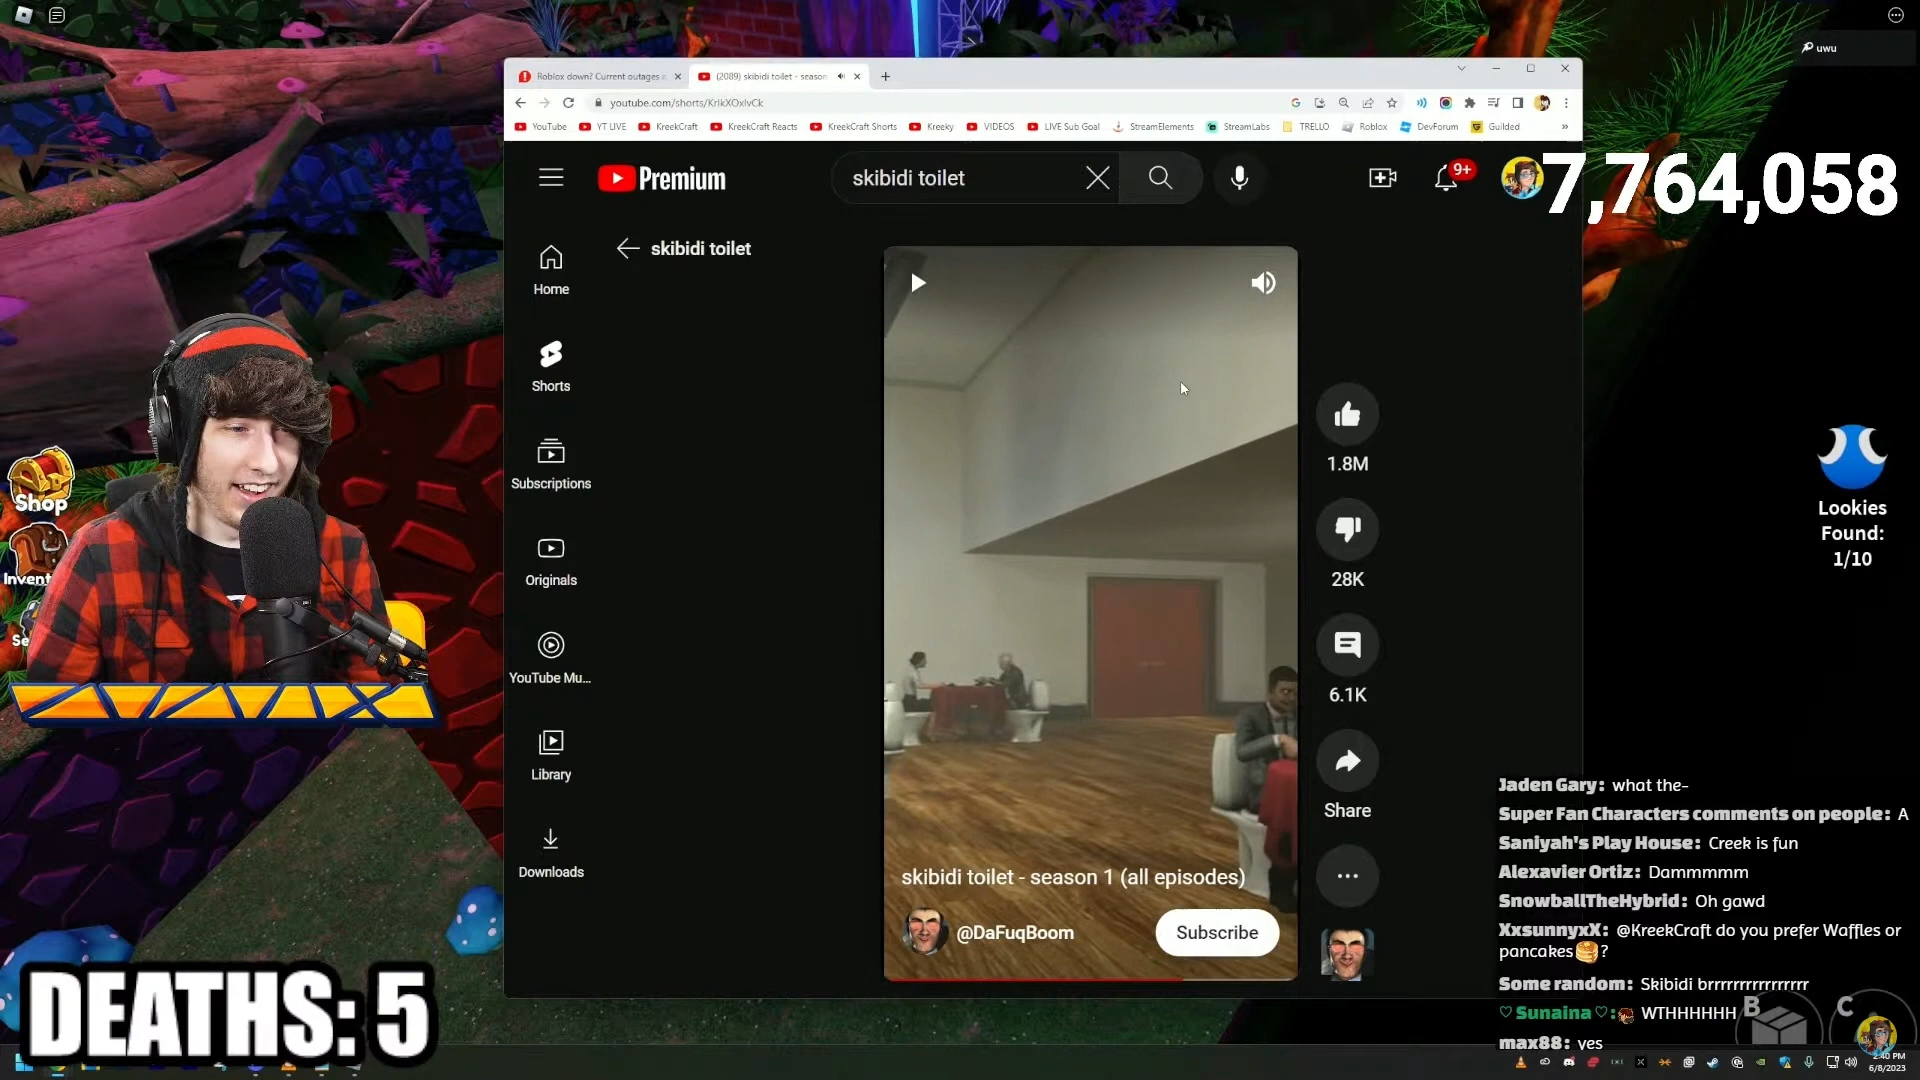 uwu
Roblox down? Current outages a
(2089) skibidi toilet - season
youtube.com/shorts/KrlkXOxlvCk
YouTube YT LIVE KreekCraft KreekCraft Reacts KreekCraft Shorts Kreeky VIDEOS LIVE Sub Goal StreamElements StreamLabs TRELLO Roblox DevForum Guilded
Premium
skibidi toilet
9+
7,764,058
skibidi toilet
Home
Shorts
Subscriptions
Originals
YouTube Mu...
Library
Downloads
1.8M
28K
6.1K
Share
skibidi toilet - season 1 (all episodes)
@DaFuqBoom
Subscribe
Shop
Invent
Se
DEATHS: 5
Lookies
Found:
1/10
Jaden Gary: what the-
Super Fan Characters comments on people: A
Saniyah's Play House: Creek is fun
Alexavier Ortiz: Dammmmm
SnowballTheHybrid: Oh gawd
XxsunnyxX: @KreekCraft do you prefer Waffles or
pancakes🥞?
Some random: Skibidi brrrrrrrrrrrrrrr
♡ Sunaina ♡: WTHHHHHH
max88: yes
B
C
2:40 PM
6/8/2023